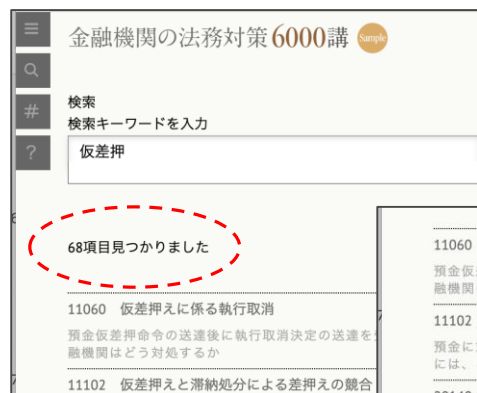 金融機関の法務対策6000講 Sample
#
?
検索
検索キーワードを入力
仮差押
68項目見つかりました
11060 仮差押えに係る執行取消
預金仮差押命令の送達後に執行取消決定の送達を
融機関はどう対処するか
11102 仮差押えと滞納処分による差押えの競合
11060
預金仮
融機関
11102
預金に
には、